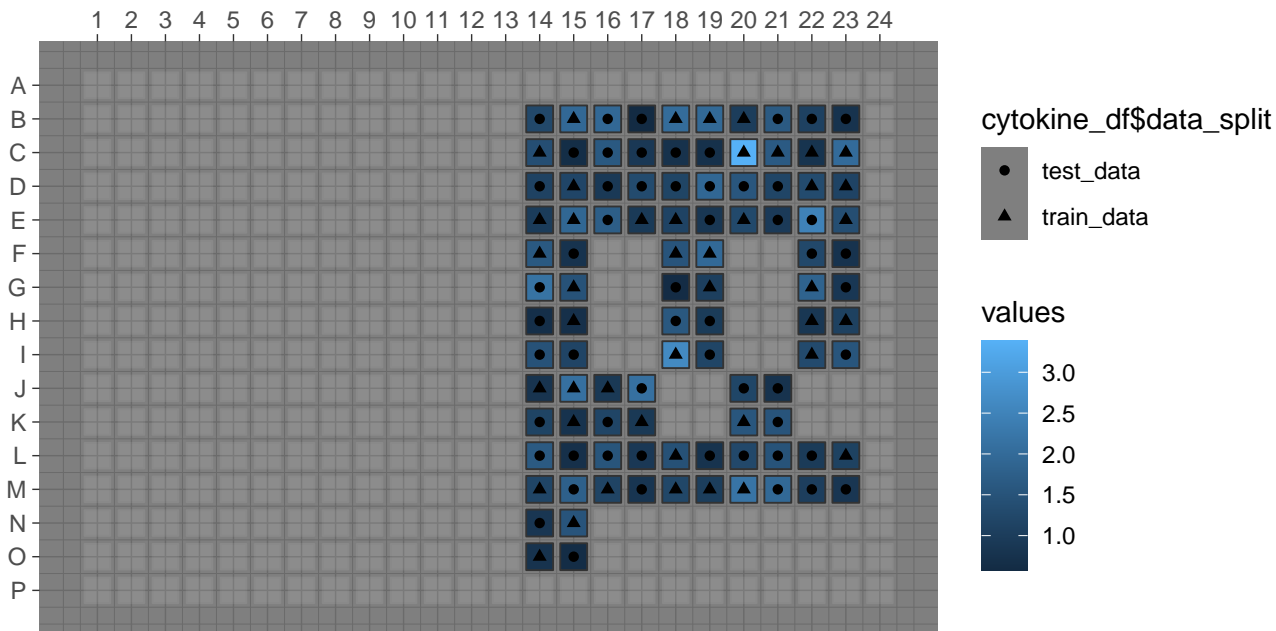 1 2 3 4 5 6 7 8 9 10 11 12 13 14 15 16 17 18 19 20 21 22 23 24
A
B
C
D
E
F
G
H
I
J
K
L
M
N
O
P
cytokine_df$data_split
test_data
train_data
values
3.0
2.5
2.0
1.5
1.0